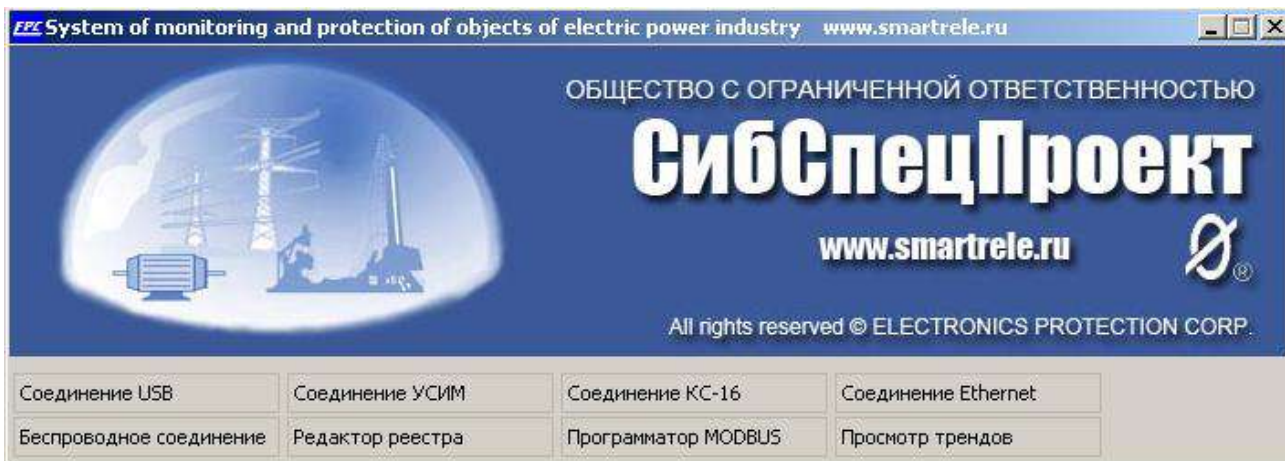 EPC System of monitoring and protection of objects of electric power industry www.smartrele.ru
ОБЩЕСТВО С ОГРАНИЧЕННОЙ ОТВЕТСТВЕННОСТЬЮ
СибСпецПроект
www.smartrele.ru
®
All rights reserved © ELECTRONICS PROTECTION CORP.
Соединение USB Соединение УСИМ Соединение КС-16 Соединение Ethernet
Беспроводное соединение Редактор реестра Программатор MODBUS Просмотр трендов